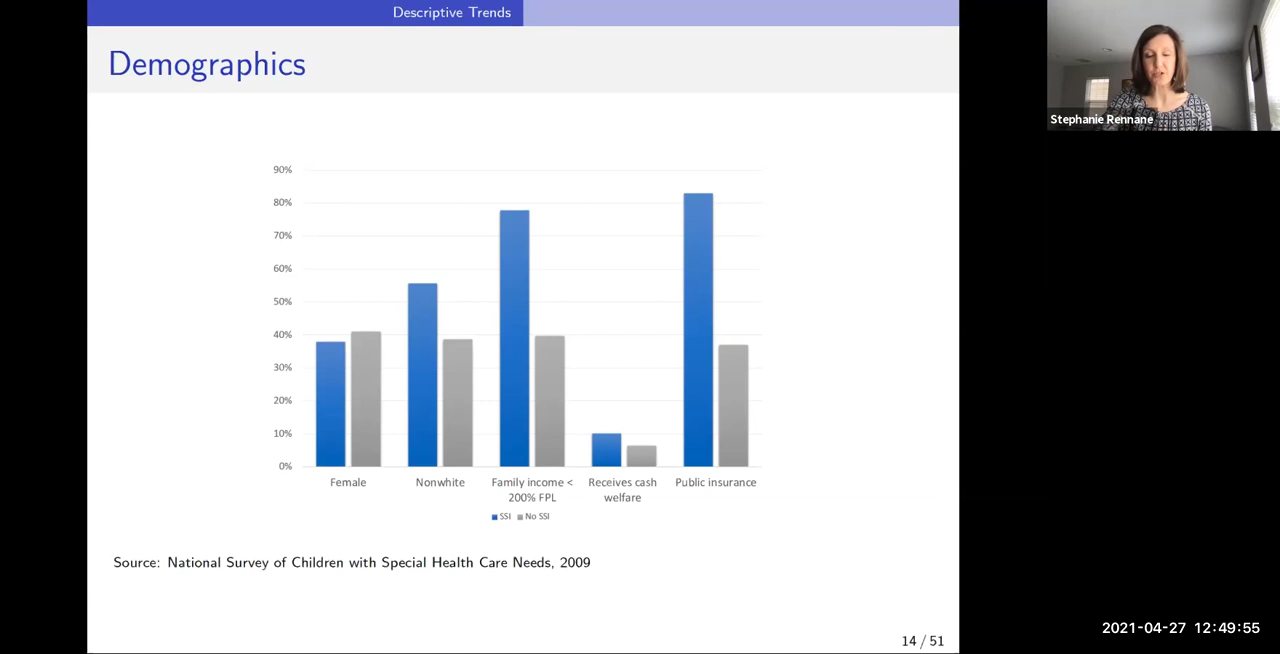 Descriptive Trends
Demographics
90%
80%
70%
60%
50%
40%
30%
20%
10%
0%
Female
Nonwhite
Family income <
200% FPL
Receives cash
welfare
Public insurance
SSI
No SSI
Source: National Survey of Children with Special Health Care Needs, 2009
14 / 51
Stephanie Rennane
2021-04-27 12:49:55